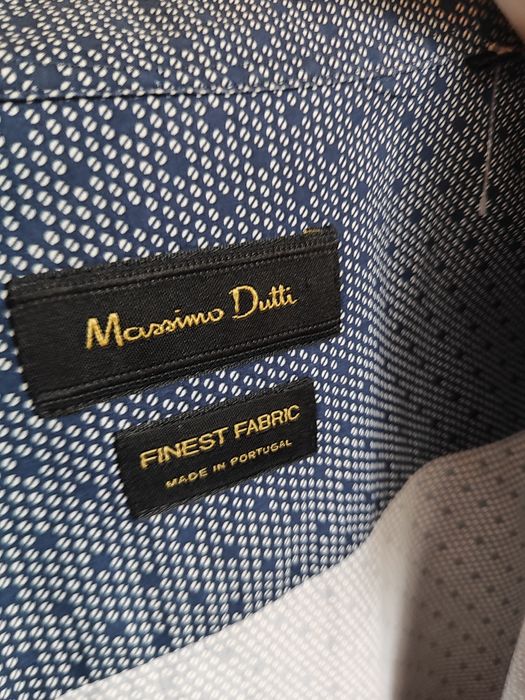 Massimo Dutti
FINEST FABRIC
MADE IN PORTUGAL